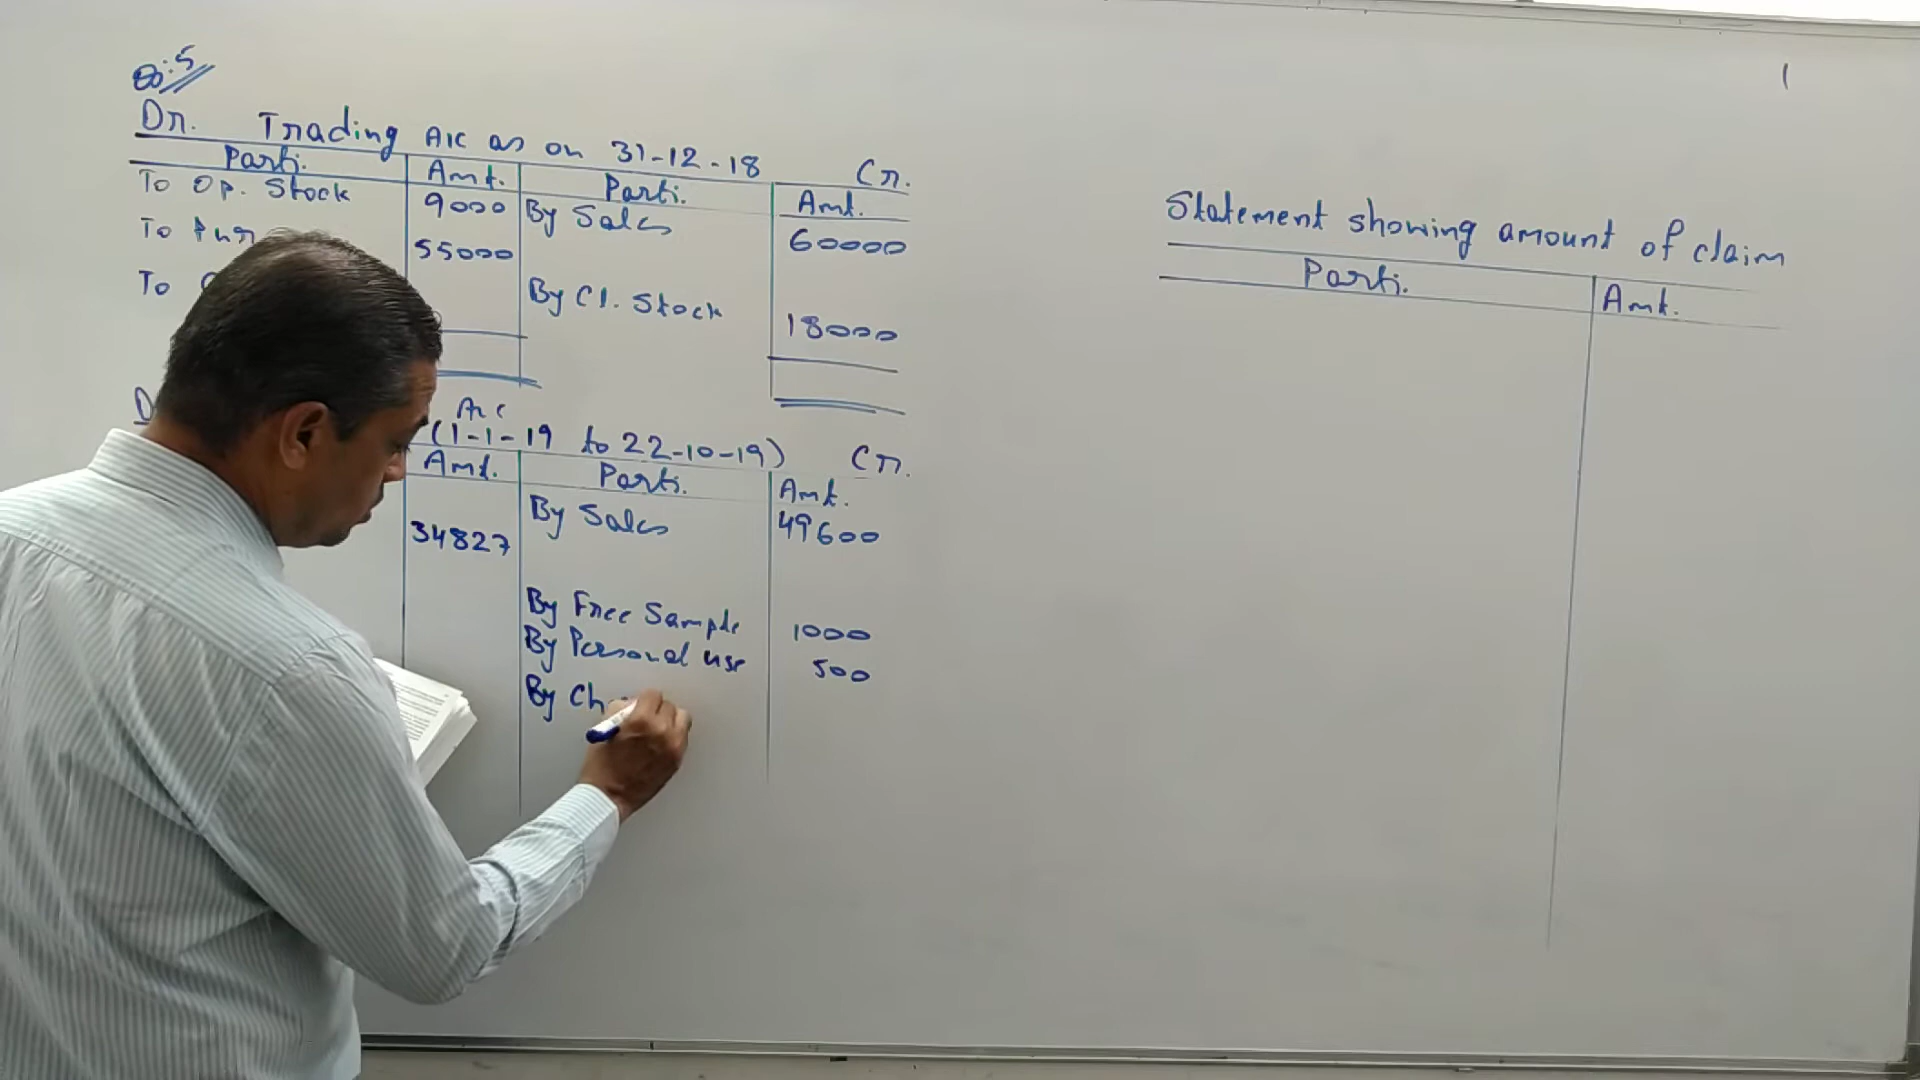 Q:5
Dr. Trading A/c as on 31-12-18 Cr.
Parti. Amt. Parti. Amt.
To Op. Stock 9000 By Sales 60000
To Pur 55000
To By Cl. Stock 18000
A/c
(1-1-19 to 22-10-19) Cr.
Amt. Parti. Amt.
By Sales 49600
34827
By Free Sample 1000
By Personal use 500
By Ch
Statement showing amount of claim
Parti. Amt.